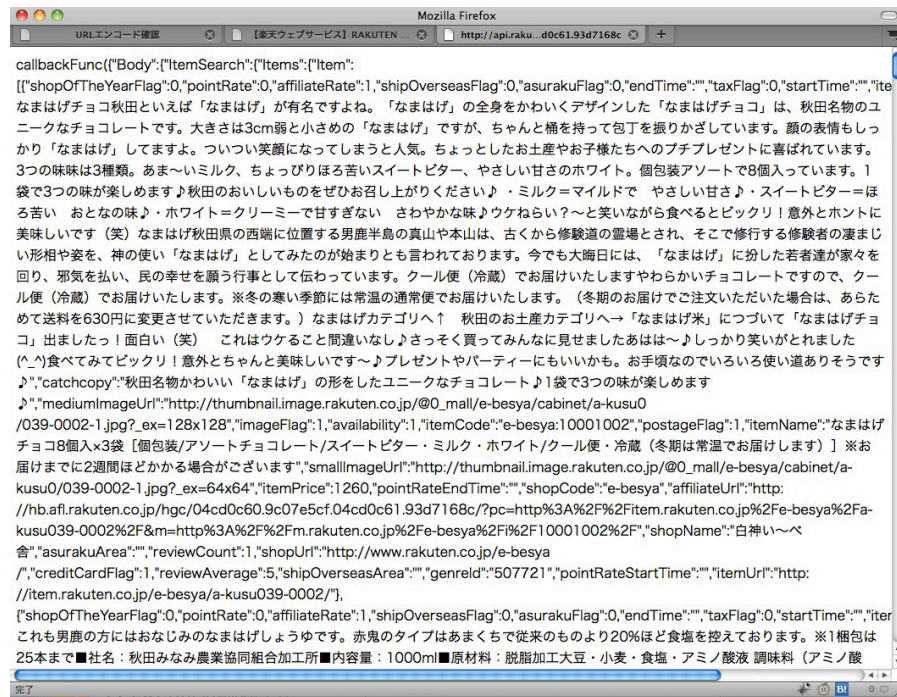 Mozilla Firefox
URLエンコード確認
【楽天ウェブサービス】RAKUTEN ...
http://api.raku...d0c61.93d7168c
callbackFunc({"Body":{"ItemSearch":{"Items":{"Item":
[{"shopOfTheYearFlag":0,"pointRate":0,"affiliateRate":1,"shipOverseasFlag":0,"asurakuFlag":0,"endTime":"","taxFlag":0,"startTime":"","ite
なまはげチョコ秋田といえば「なまはげ」が有名ですよね。「なまはげ」の全身をかわいくデザインした「なまはげチョコ」は、秋田名物のユ
ニークなチョコレートです。大きさは3cm弱と小さめの「なまはげ」ですが、ちゃんと桶を持って包丁を振りかざしています。顔の表情もしっ
かり「なまはげ」してますよ。ついつい笑顔になってしまうと人気。ちょっとしたお土産やお子様たちへのプチプレゼントに喜ばれています。
3つの味味は3種類。あま〜いミルク、ちょっぴりほろ苦いスイートビター、やさしい甘さのホワイト。個包装アソートで8個入っています。1
袋で3つの味が楽しめます♪秋田のおいしいものをぜひお召し上がりください♪ ・ミルク=マイルドで やさしい甘さ♪・スイートビター=ほ
ろ苦い おとなの味♪・ホワイト=クリーミーで甘すぎない さわやかな味♪ウケねらい?〜と笑いながら食べるとビックリ!意外とホントに
美味しいです(笑)なまはげ秋田県の西端に位置する男鹿半島の真山や本山は、古くから修験道の霊場とされ、そこで修行する修験者の凄まじ
い形相や姿を、神の使い「なまはげ」としてみたのが始まりとも言われております。今でも大晦日には、「なまはげ」に扮した若者達が家々を
回り、邪気を払い、民の幸せを願う行事として伝わっています。クール便(冷蔵)でお届けいたしますやわらかいチョコレートですので、クー
ル便(冷蔵)でお届けいたします。※冬の寒い季節には常温の通常便でお届けいたします。(冬期のお届けでご注文いただいた場合は、あらた
めて送料を630円に変更させていただきます。)なまはげカテゴリへ↑ 秋田のお土産カテゴリへ→「なまはげ米」につづいて「なまはげチョ
コ」出ましたっ!面白い(笑) これはウケること間違いなし♪さっそく買ってみんなに見せましたあはは〜♪しっかり笑いがとれました
(^_^)食べてみてビックリ!意外とちゃんと美味しいです〜♪プレゼントやパーティーにもいいかも。お手頃なのでいろいろ使い道ありそうです
♪","catchcopy":"秋田名物かわいい「なまはげ」の形をしたユニークなチョコレート♪1袋で3つの味が楽しめます
♪","mediumImageUrl":"http://thumbnail.image.rakuten.co.jp/@0_mall/e-besya/cabinet/a-kusu0
/039-0002-1.jpg?_ex=128x128","imageFlag":1,"availability":1,"itemCode":"e-besya:10001002","postageFlag":1,"itemName":"なまはげ
チョコ8個入×3袋[個包装/アソートチョコレート/スイートビター・ミルク・ホワイト/クール便・冷蔵(冬期は常温でお届けします)]※お
届けまでに2週間ほどかかる場合がございます","smallImageUrl":"http://thumbnail.image.rakuten.co.jp/@0_mall/e-besya/cabinet/a-
kusu0/039-0002-1.jpg?_ex=64x64","itemPrice":1260,"pointRateEndTime":"","shopCode":"e-besya","affiliateUrl":"http:
//hb.afl.rakuten.co.jp/hgc/04cd0c60.9c07e5cf.04cd0c61.93d7168c/?pc=http%3A%2F%2Fitem.rakuten.co.jp%2Fe-besya%2Fa-
kusu039-0002%2F&m=http%3A%2F%2Fm.rakuten.co.jp%2Fe-besya%2Fi%2F10001002%2F","shopName":"白神い〜べ
舎","asurakuArea":"","reviewCount":1,"shopUrl":"http://www.rakuten.co.jp/e-besya
/","creditCardFlag":1,"reviewAverage":5,"shipOverseasArea":"","genreId":"507721","pointRateStartTime":"","itemUrl":"http:
//item.rakuten.co.jp/e-besya/a-kusu039-0002/"},
{"shopOfTheYearFlag":0,"pointRate":0,"affiliateRate":1,"shipOverseasFlag":0,"asurakuFlag":0,"endTime":"","taxFlag":0,"startTime":"","iter
これも男鹿の方にはおなじみのなまはげしょうゆです。赤鬼のタイプはあまくちで従来のものより20%ほど食塩を控えております。※1梱包は
25本まで■社名:秋田みなみ農業協同組合加工所■内容量:1000ml■原材料:脱脂加工大豆・小麦・食塩・アミノ酸液 調味料(アミノ酸
完了
B!
0